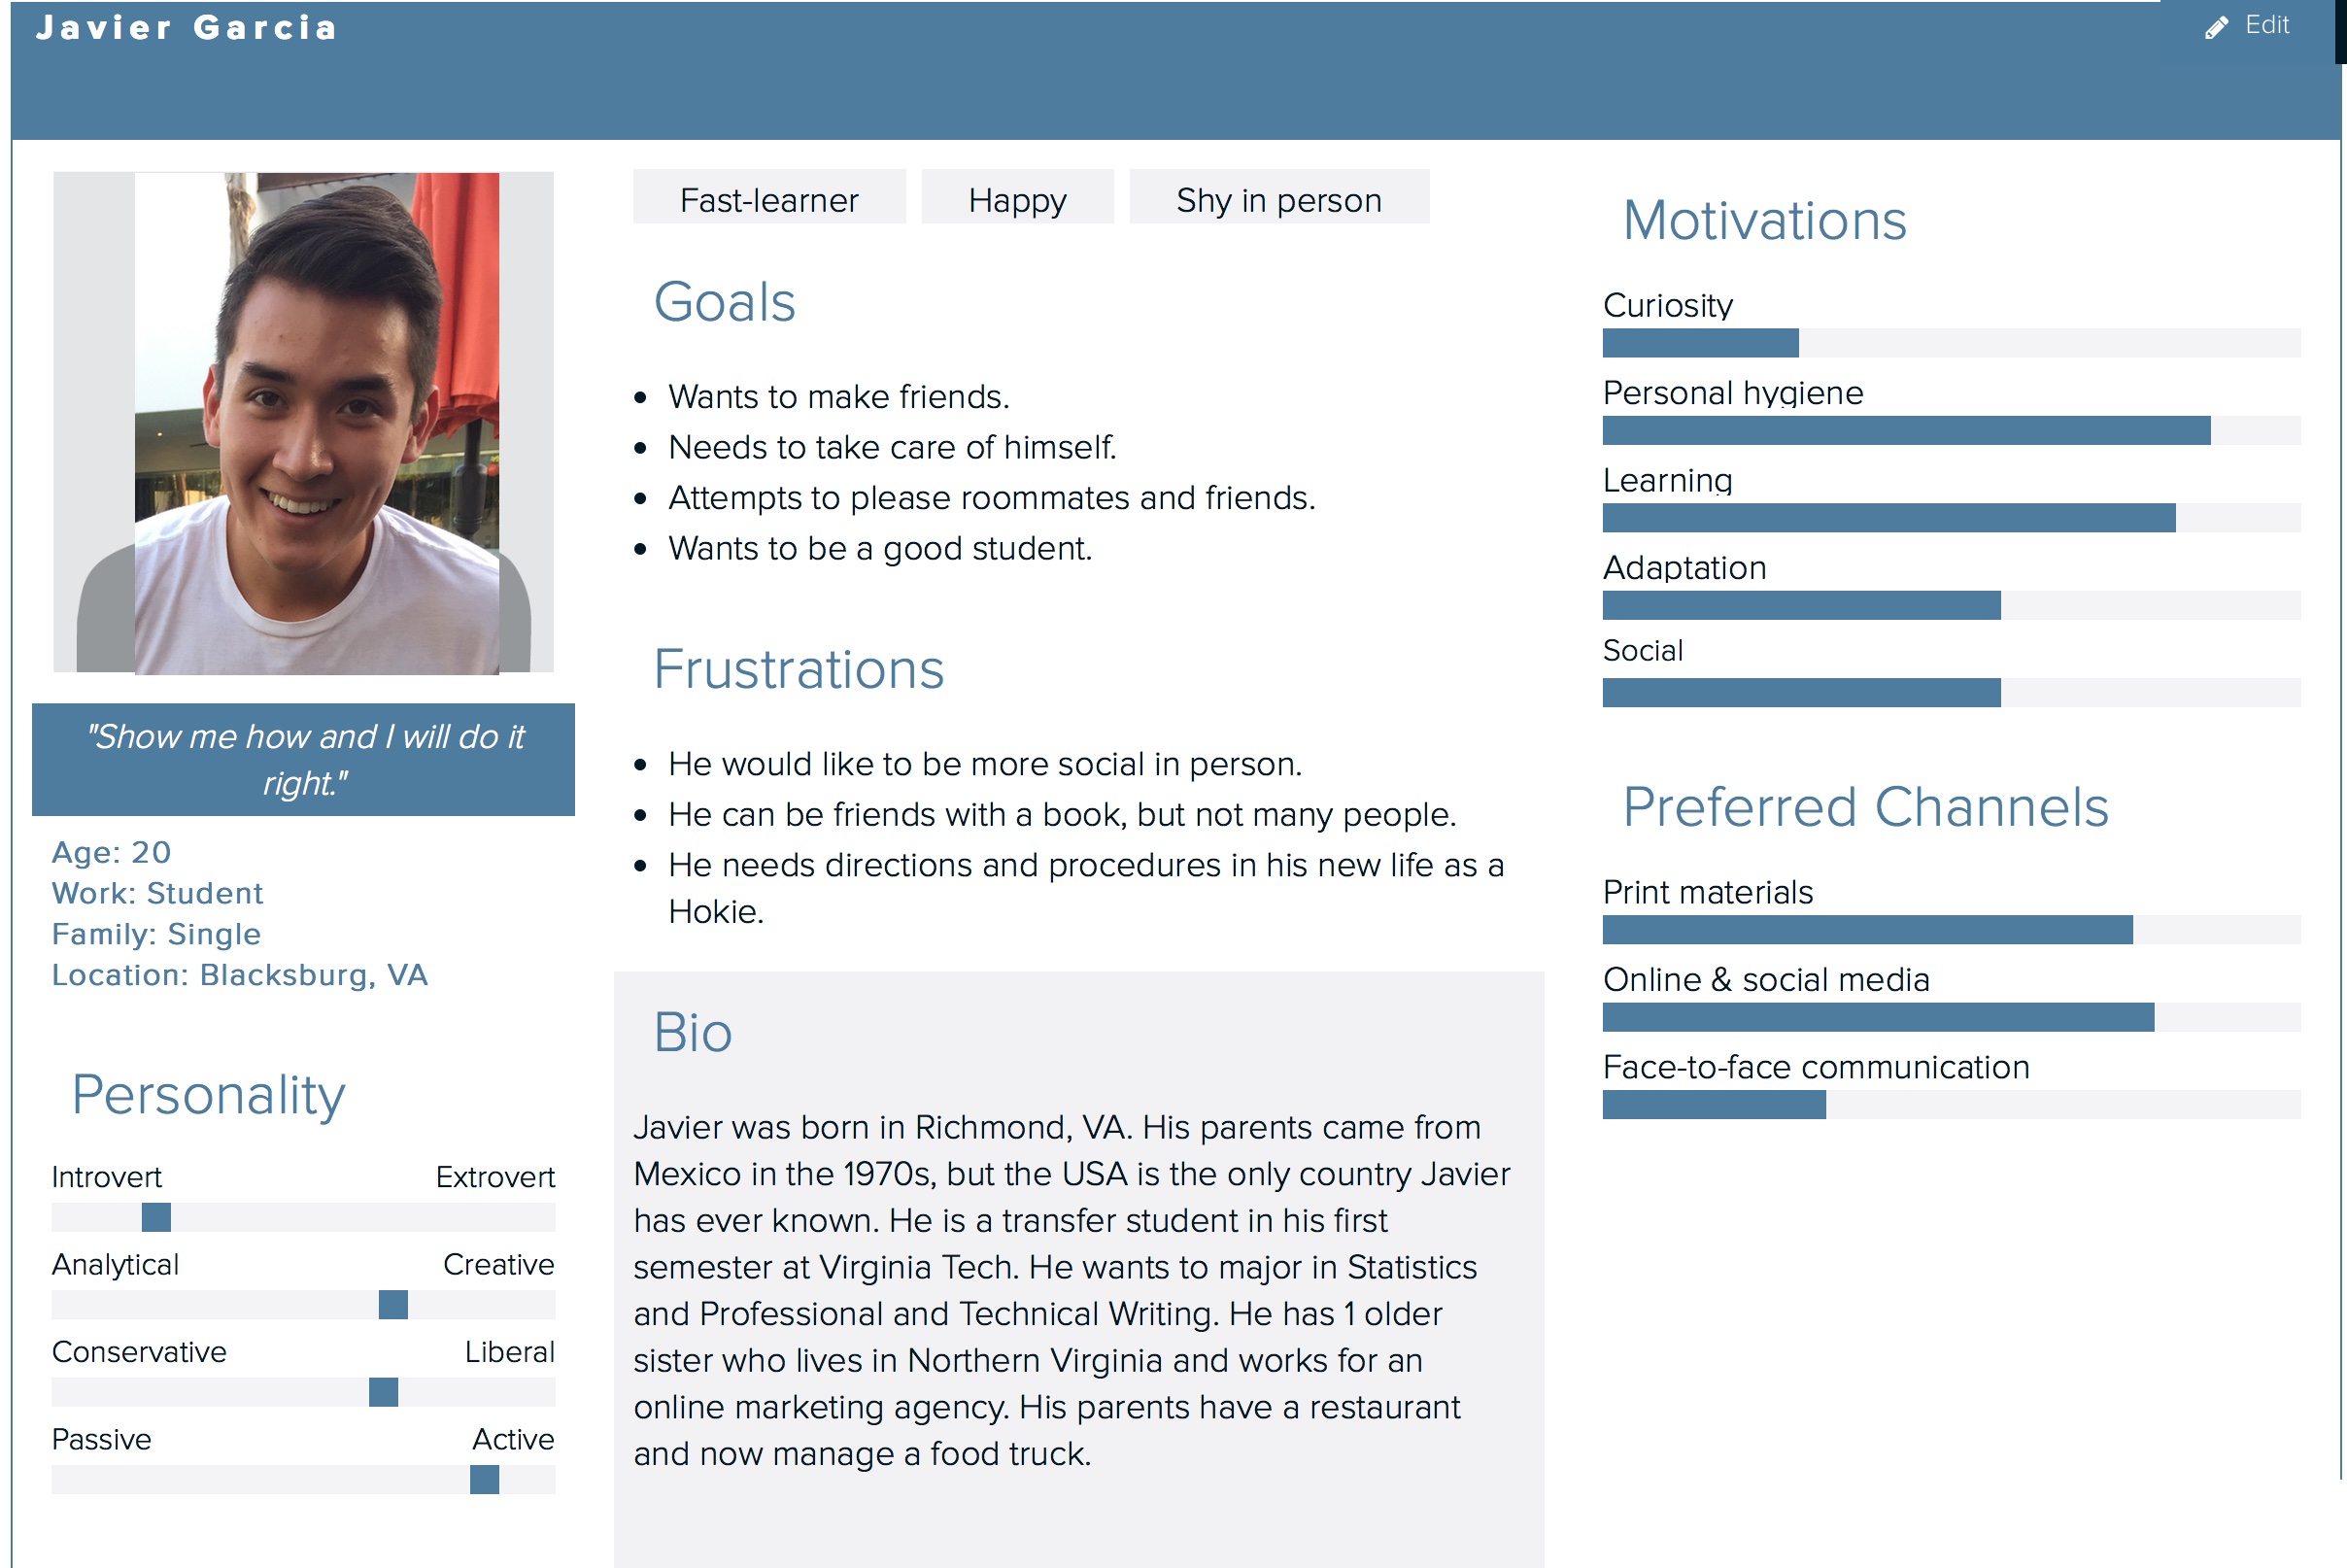 Javier Garcia
Edit
"Show me how and I will do it
right."
Age: 20
Work: Student
Family: Single
Location: Blacksburg, VA
Personality
Introvert Extrovert
Analytical Creative
Conservative Liberal
Passive Active
Fast-learner Happy Shy in person
Goals
Wants to make friends.
Needs to take care of himself.
Attempts to please roommates and friends.
Wants to be a good student.
Frustrations
He would like to be more social in person.
He can be friends with a book, but not many people.
He needs directions and procedures in his new life as a
Hokie.
Bio
Javier was born in Richmond, VA. His parents came from
Mexico in the 1970s, but the USA is the only country Javier
has ever known. He is a transfer student in his first
semester at Virginia Tech. He wants to major in Statistics
and Professional and Technical Writing. He has 1 older
sister who lives in Northern Virginia and works for an
online marketing agency. His parents have a restaurant
and now manage a food truck.
Motivations
Curiosity
Personal hygiene
Learning
Adaptation
Social
Preferred Channels
Print materials
Online & social media
Face-to-face communication